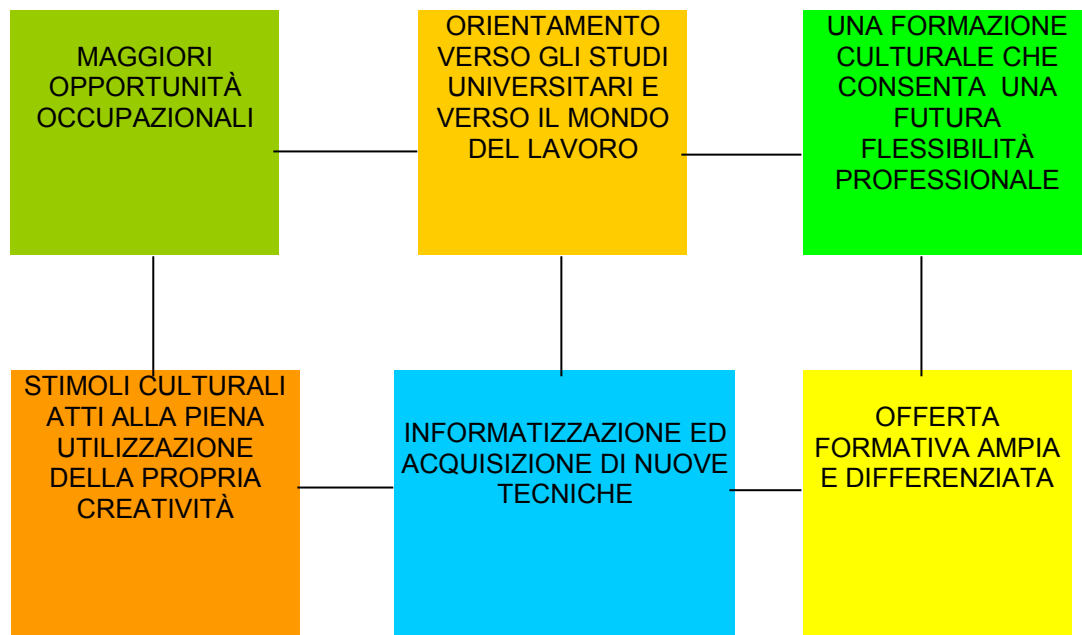 MAGGIORI
OPPORTUNITÀ
OCCUPAZIONALI
ORIENTAMENTO
VERSO GLI STUDI
UNIVERSITARI E
VERSO IL MONDO
DEL LAVORO
UNA FORMAZIONE
CULTURALE CHE
CONSENTA UNA
FUTURA
FLESSIBILITÀ
PROFESSIONALE
STIMOLI CULTURALI
ATTI ALLA PIENA
UTILIZZAZIONE
DELLA PROPRIA
CREATIVITÀ
INFORMATIZZAZIONE ED
ACQUISIZIONE DI NUOVE
TECNICHE
OFFERTA
FORMATIVA AMPIA
E DIFFERENZIATA